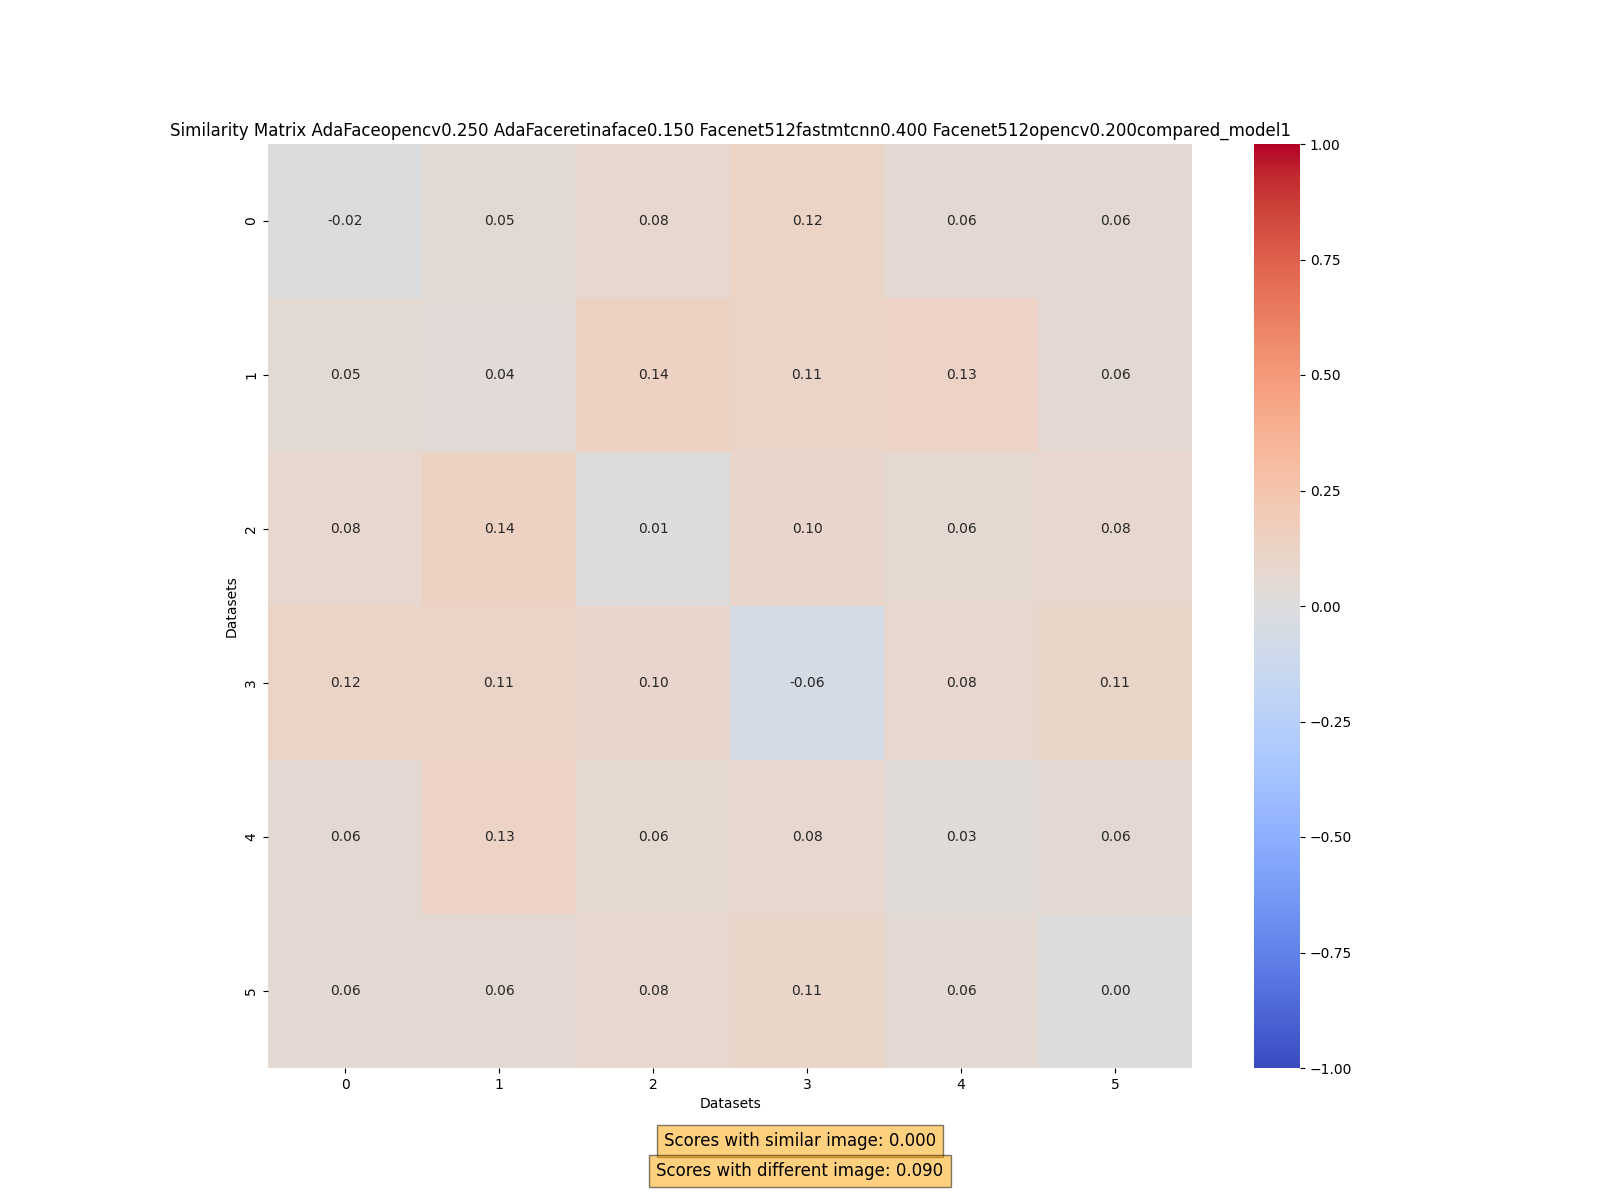 Similarity Matrix AdaFaceopencv0.250 AdaFaceretinaface0.150 Facenet512fastmtcnn0.400 Facenet512opencv0.200compared_model1
1.00
0.75
0.50
0.25
0.00
−0.25
−0.50
−0.75
−1.00
Datasets
0 -0.02 0.05 0.08 0.12 0.06 0.06
1 0.05 0.04 0.14 0.11 0.13 0.06
2 0.08 0.14 0.01 0.10 0.06 0.08
3 0.12 0.11 0.10 -0.06 0.08 0.11
4 0.06 0.13 0.06 0.08 0.03 0.06
5 0.06 0.06 0.08 0.11 0.06 0.00
0 1 2 3 4 5
Datasets
Scores with similar image: 0.000
Scores with different image: 0.090